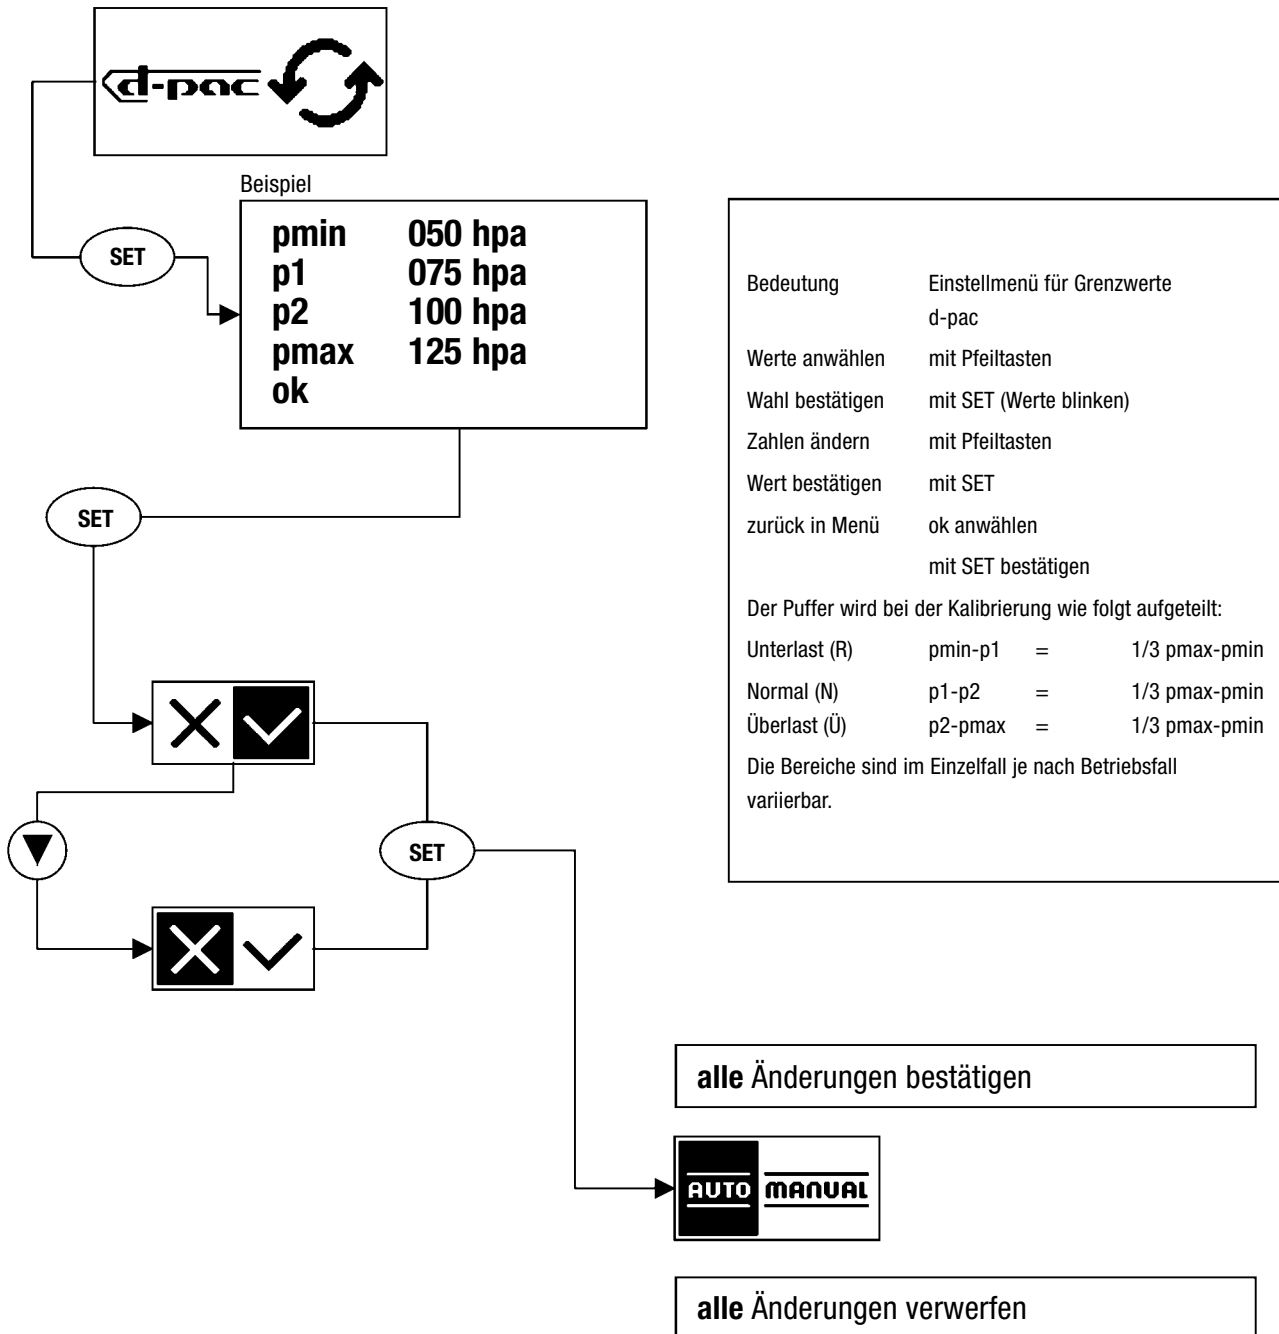 d-pac
Beispiel
pmin 050 hpa
p1 075 hpa
p2 100 hpa
pmax 125 hpa
ok
SET
SET
SET
Bedeutung Einstellmenü für Grenzwerte
d-pac
Werte anwählen mit Pfeiltasten
Wahl bestätigen mit SET (Werte blinken)
Zahlen ändern mit Pfeiltasten
Wert bestätigen mit SET
zurück in Menü ok anwählen
mit SET bestätigen
Der Puffer wird bei der Kalibrierung wie folgt aufgeteilt:
Unterlast (R) pmin-p1 = 1/3 pmax-pmin
Normal (N) p1-p2 = 1/3 pmax-pmin
Überlast (Ü) p2-pmax = 1/3 pmax-pmin
Die Bereiche sind im Einzelfall je nach Betriebsfall
variierbar.
alle Änderungen bestätigen
AUTO MANUAL
alle Änderungen verwerfen